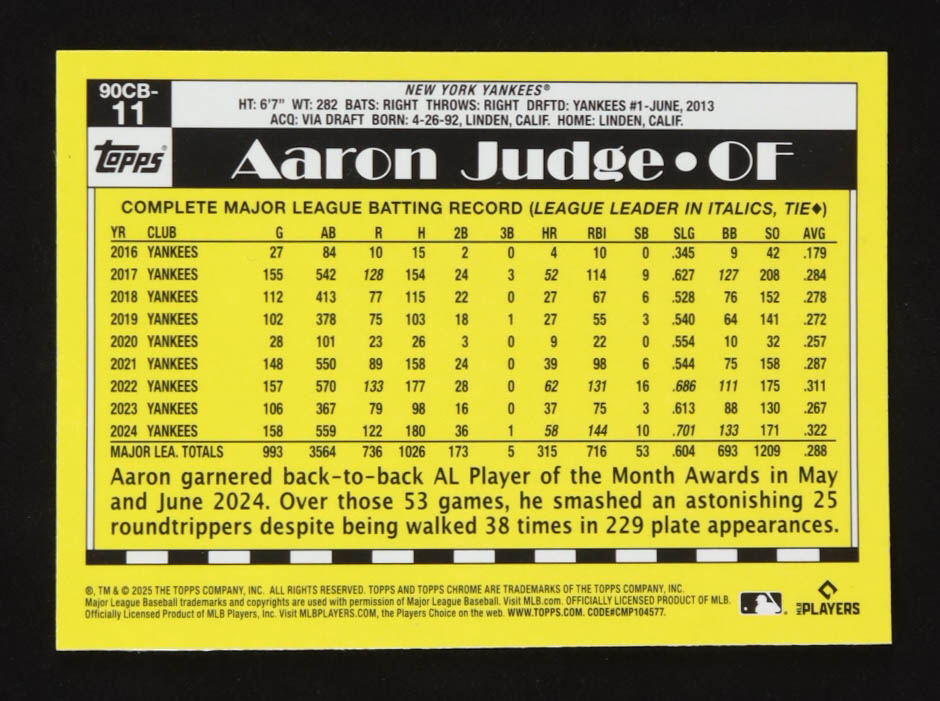 90CB-
11
NEW YORK YANKEES®
HT: 6'7" WT: 282 BATS: RIGHT THROWS: RIGHT DRFTD: YANKEES #1-JUNE, 2013
ACQ: VIA DRAFT BORN: 4-26-92, LINDEN, CALIF. HOME: LINDEN, CALIF.
Topps®
Aaron Judge • OF
COMPLETE MAJOR LEAGUE BATTING RECORD (LEAGUE LEADER IN ITALICS, TIE◆)
YR CLUB G AB R H 2B 3B HR RBI SB SLG BB SO AVG
2016 YANKEES 27 84 10 15 2 0 4 10 0 .345 9 42 .179
2017 YANKEES 155 542 128 154 24 3 52 114 9 .627 127 208 .284
2018 YANKEES 112 413 77 115 22 0 27 67 6 .528 76 152 .278
2019 YANKEES 102 378 75 103 18 1 27 55 3 .540 64 141 .272
2020 YANKEES 28 101 23 26 3 0 9 22 0 .554 10 32 .257
2021 YANKEES 148 550 89 158 24 0 39 98 6 .544 75 158 .287
2022 YANKEES 157 570 133 177 28 0 62 131 16 .686 111 175 .311
2023 YANKEES 106 367 79 98 16 0 37 75 3 .613 88 130 .267
2024 YANKEES 158 559 122 180 36 1 58 144 10 .701 133 171 .322
MAJOR LEA. TOTALS 993 3564 736 1026 173 5 315 716 53 .604 693 1209 .288
Aaron garnered back-to-back AL Player of the Month Awards in May
and June 2024. Over those 53 games, he smashed an astonishing 25
roundtrippers despite being walked 38 times in 229 plate appearances.
®, TM & © 2025 THE TOPPS COMPANY, INC. ALL RIGHTS RESERVED. TOPPS AND TOPPS CHROME ARE TRADEMARKS OF THE TOPPS COMPANY, INC.
Major League Baseball trademarks and copyrights are used with permission of Major League Baseball. Visit MLB.com. OFFICIALLY LICENSED PRODUCT OF MLB.
Officially Licensed Product of MLB Players, Inc. Visit MLBPLAYERS.COM, the Players Choice on the web. WWW.TOPPS.COM. CODE#CMP104577.
MLB PLAYERS